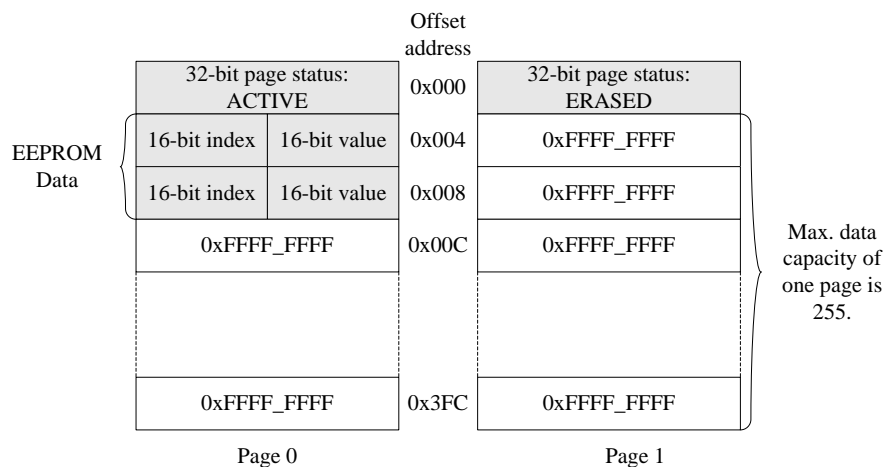 Offset
address
32-bit page status:
ACTIVE
0x000
32-bit page status:
ERASED
EEPROM
Data
16-bit index
16-bit value
0x004
0xFFFF_FFFF
16-bit index
16-bit value
0x008
0xFFFF_FFFF
0xFFFF_FFFF
0x00C
0xFFFF_FFFF
Max. data
capacity of
one page is
255.
0xFFFF_FFFF
0x3FC
0xFFFF_FFFF
Page 0
Page 1